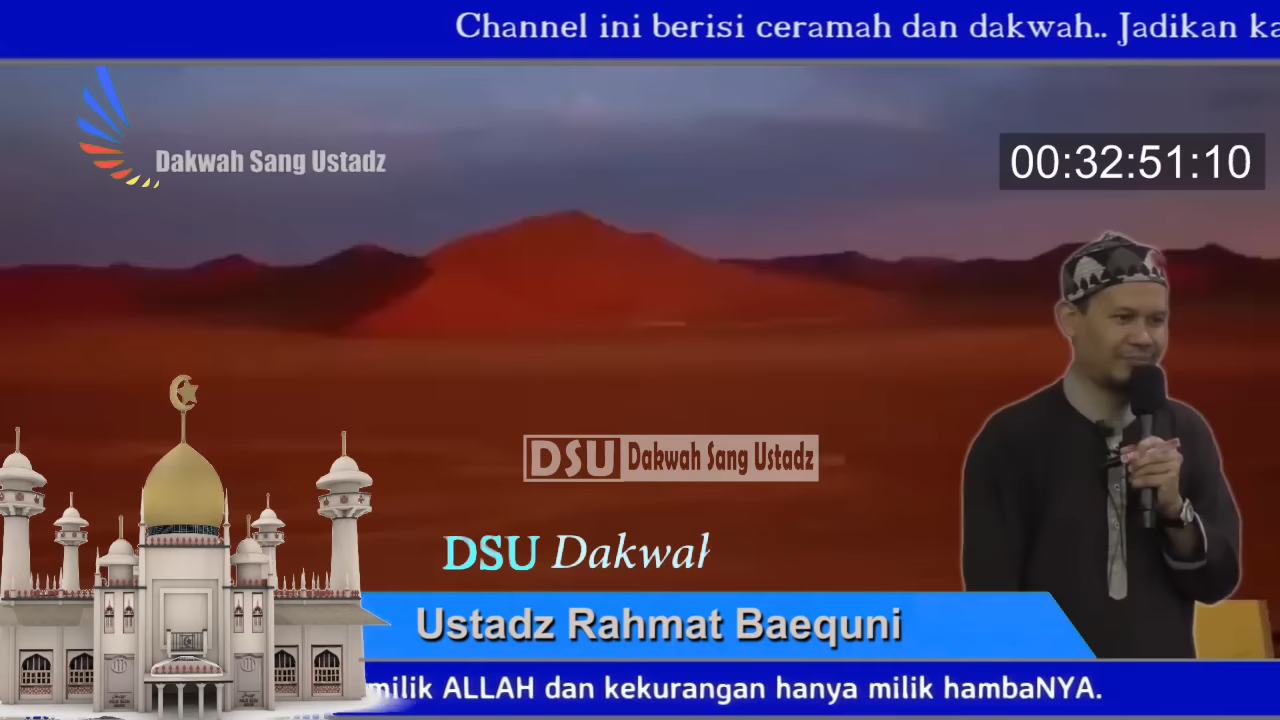 Channel ini berisi ceramah dan dakwah.. Jadikan ka
Dakwah Sang Ustadz
00:32:51:10
DSU Dakwah Sang Ustadz
DSU Dakwah
Ustadz Rahmat Baequni
milik ALLAH dan kekurangan hanya milik hambaNYA.